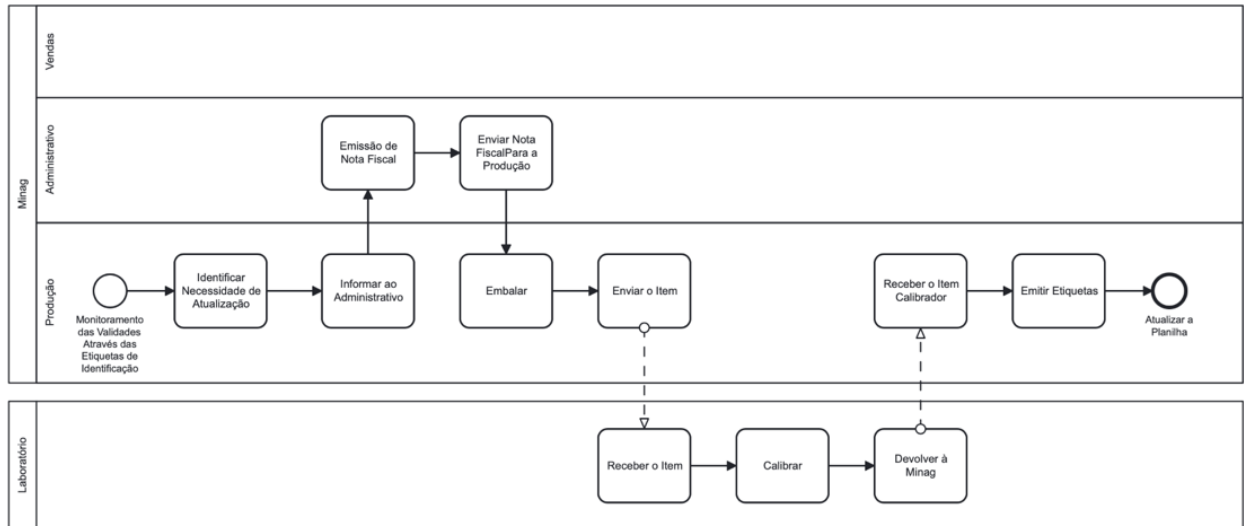 Minag
Vendas
Administrativo
Emissão de
Nota Fiscal
Enviar Nota
FiscalPara a
Produção
Produção
Monitoramento
das Validades
Através das
Etiquetas de
Identificação
Identificar
Necessidade de
Atualização
Informar ao
Administrativo
Embalar
Enviar o Item
Receber o Item
Calibrador
Emitir Etiquetas
Atualizar a
Planilha
Laboratório
Receber o Item
Calibrar
Devolver à
Minag